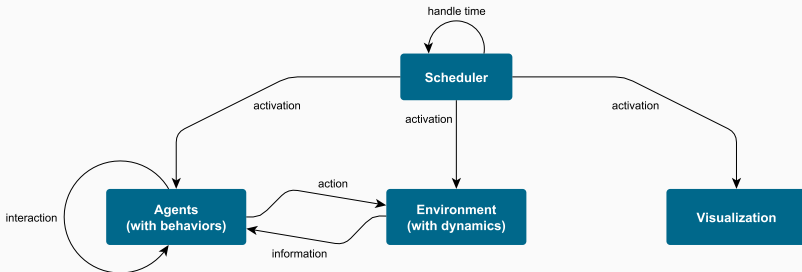 handle time
Scheduler
activation
activation
activation
interaction
Agents
(with behaviors)
action
information
Environment
(with dynamics)
Visualization